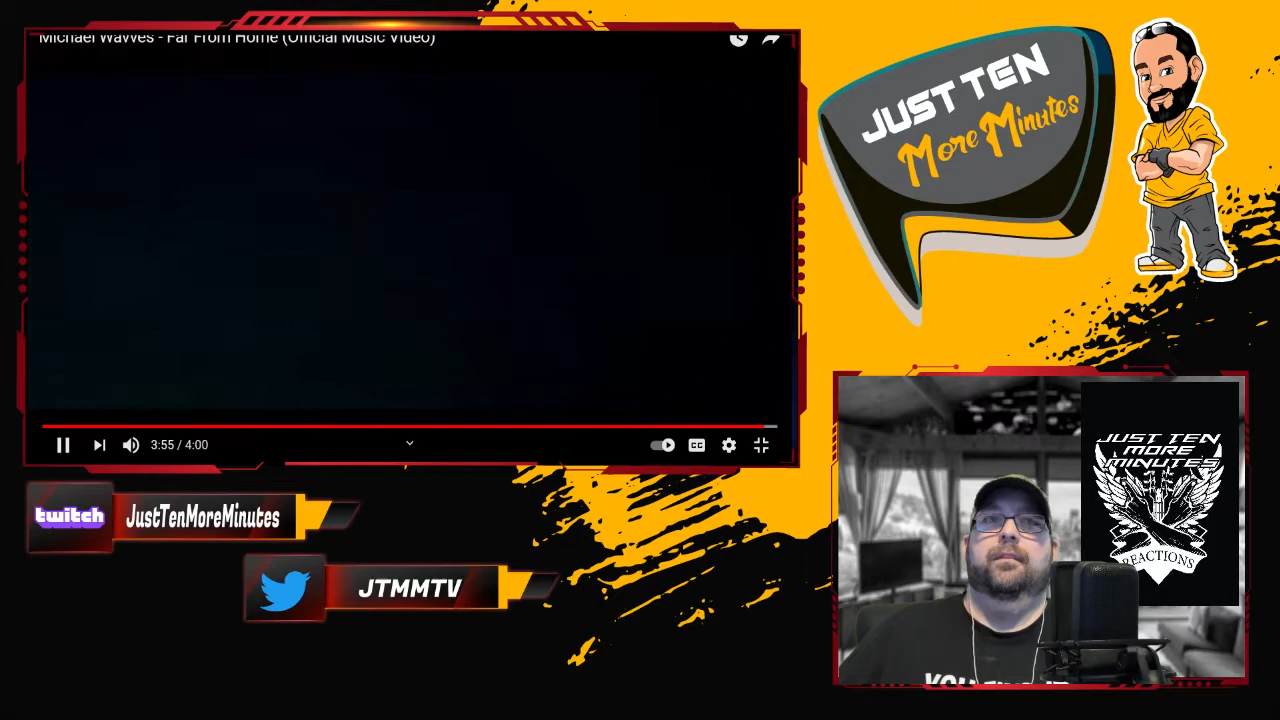 Michael Wavves - Far From Home (Official Music Video)
3:55 / 4:00
CC
JUST TEN
More Minutes
twitch
JustTenMoreMinutes
JTMMTV
JUST TEN
MORE
MINUTES
REACTIONS